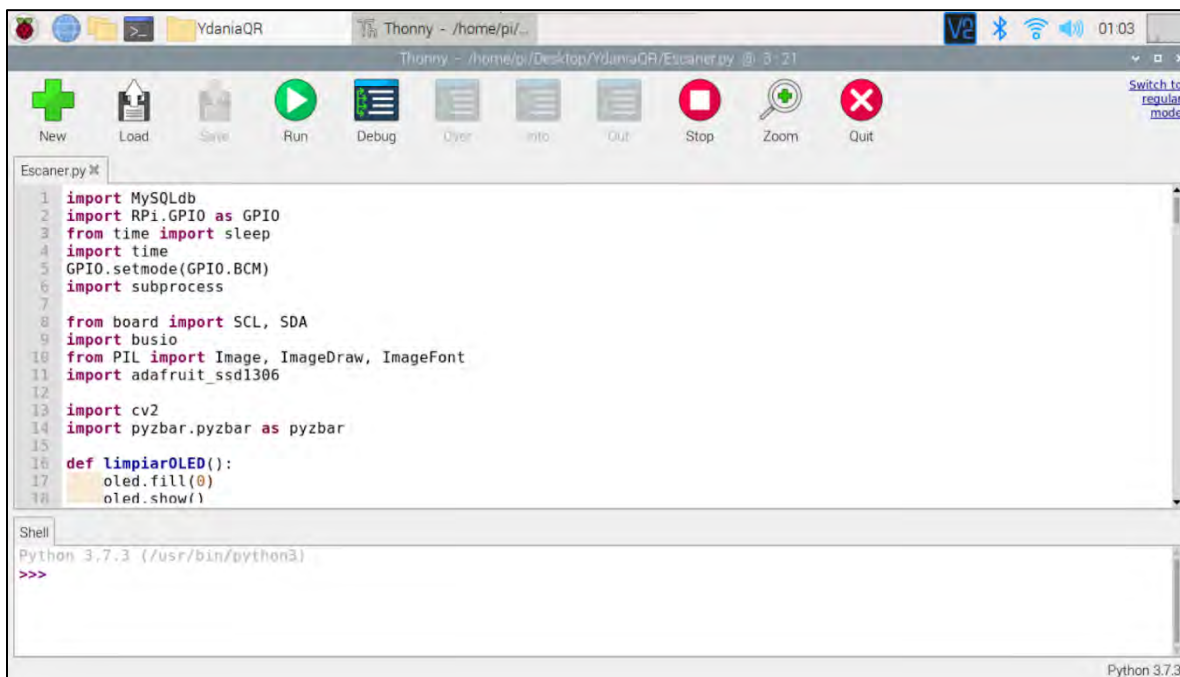 YdaniaQR
Thonny - /home/pi/...
V2
01:03
Thonny - /home/pi/Desktop/YdaniaQR/Escaner.py @ 3:21
New
Load
Save
Run
Debug
Over
Into
Out
Stop
Zoom
Quit
Switch to
regular
mode
Escaner.py
1 import MySQLdb
2 import RPi.GPIO as GPIO
3 from time import sleep
4 import time
5 GPIO.setmode(GPIO.BCM)
6 import subprocess
7
8 from board import SCL, SDA
9 import busio
10 from PIL import Image, ImageDraw, ImageFont
11 import adafruit_ssd1306
12
13 import cv2
14 import pyzbar.pyzbar as pyzbar
15
16 def limpiarOLED():
17     oled.fill(0)
18     oled.show()
Shell
Python 3.7.3 (/usr/bin/python3)
>>>
Python 3.7.3